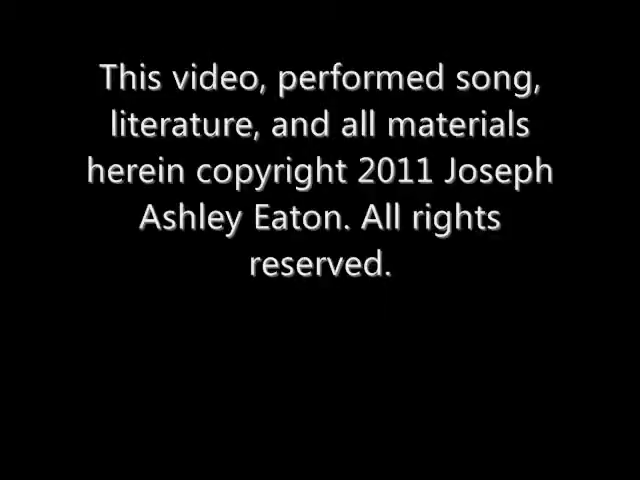 This video, performed song,
literature, and all materials
herein copyright 2011 Joseph
Ashley Eaton. All rights
reserved.